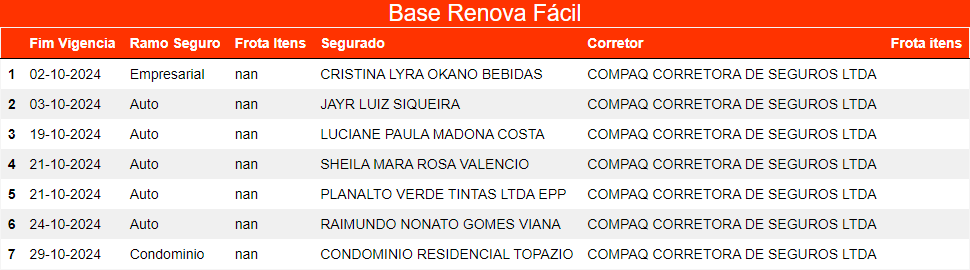 Base Renova Fácil
Fim Vigencia Ramo Seguro Frota Itens Segurado Corretor Frota itens
1 02-10-2024 Empresarial nan CRISTINA LYRA OKANO BEBIDAS COMPAQ CORRETORA DE SEGUROS LTDA
2 03-10-2024 Auto nan JAYR LUIZ SIQUEIRA COMPAQ CORRETORA DE SEGUROS LTDA
3 19-10-2024 Auto nan LUCIANE PAULA MADONA COSTA COMPAQ CORRETORA DE SEGUROS LTDA
4 21-10-2024 Auto nan SHEILA MARA ROSA VALENCIO COMPAQ CORRETORA DE SEGUROS LTDA
5 21-10-2024 Auto nan PLANALTO VERDE TINTAS LTDA EPP COMPAQ CORRETORA DE SEGUROS LTDA
6 24-10-2024 Auto nan RAIMUNDO NONATO GOMES VIANA COMPAQ CORRETORA DE SEGUROS LTDA
7 29-10-2024 Condominio nan CONDOMINIO RESIDENCIAL TOPAZIO COMPAQ CORRETORA DE SEGUROS LTDA